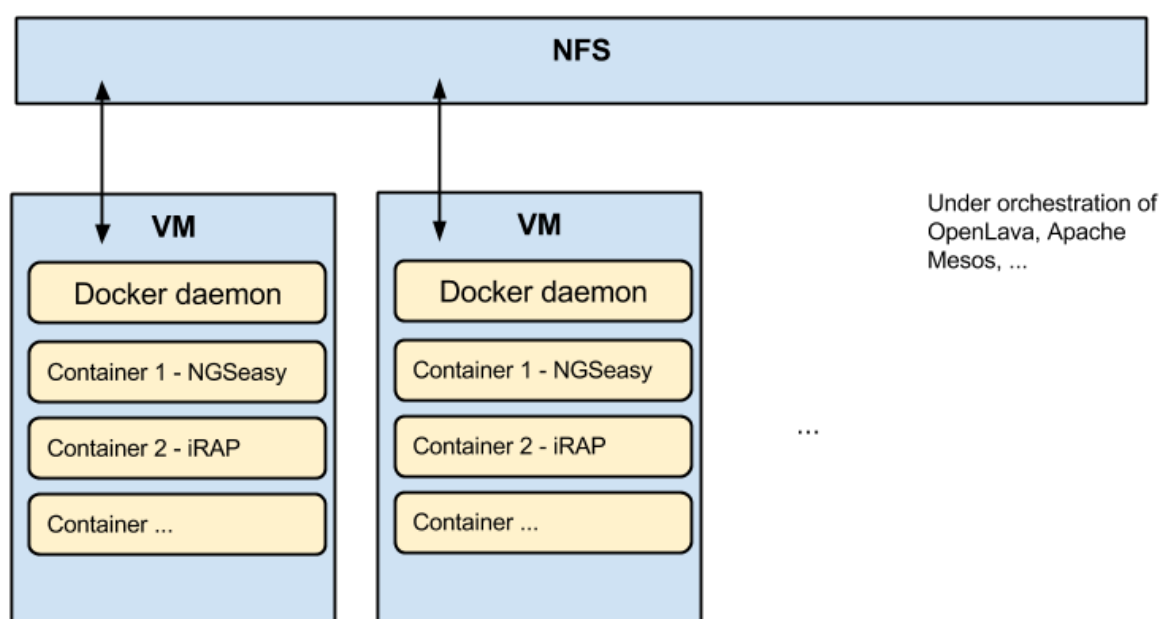 NFS
VM
Docker daemon
Container 1 - NGSeasy
Container 2 - iRAP
Container ...
VM
Docker daemon
Container 1 - NGSeasy
Container 2 - iRAP
Container ...
...
Under orchestration of
OpenLava, Apache
Mesos, ...